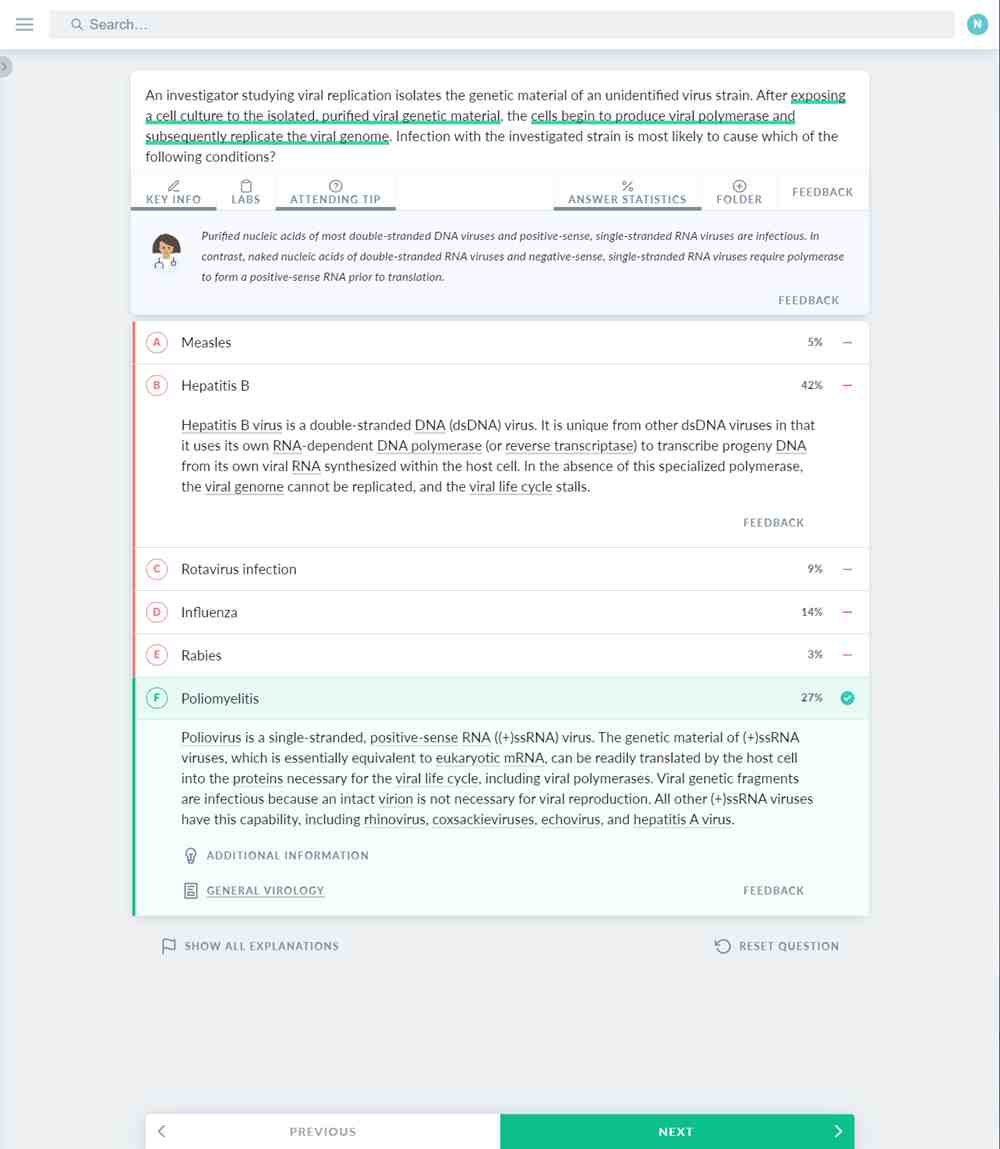 Search...
N
An investigator studying viral replication isolates the genetic material of an unidentified virus strain. After exposing
a cell culture to the isolated, purified viral genetic material, the cells begin to produce viral polymerase and
subsequently replicate the viral genome. Infection with the investigated strain is most likely to cause which of the
following conditions?
KEY INFO LABS ATTENDING TIP ANSWER STATISTICS FOLDER FEEDBACK
Purified nucleic acids of most double-stranded DNA viruses and positive-sense, single-stranded RNA viruses are infectious. In
contrast, naked nucleic acids of double-stranded RNA viruses and negative-sense, single-stranded RNA viruses require polymerase
to form a positive-sense RNA prior to translation.
FEEDBACK
A Measles 5%
B Hepatitis B 42%
Hepatitis B virus is a double-stranded DNA (dsDNA) virus. It is unique from other dsDNA viruses in that
it uses its own RNA-dependent DNA polymerase (or reverse transcriptase) to transcribe progeny DNA
from its own viral RNA synthesized within the host cell. In the absence of this specialized polymerase,
the viral genome cannot be replicated, and the viral life cycle stalls.
FEEDBACK
C Rotavirus infection 9%
D Influenza 14%
E Rabies 3%
F Poliomyelitis 27%
Poliovirus is a single-stranded, positive-sense RNA ((+)ssRNA) virus. The genetic material of (+)ssRNA
viruses, which is essentially equivalent to eukaryotic mRNA, can be readily translated by the host cell
into the proteins necessary for the viral life cycle, including viral polymerases. Viral genetic fragments
are infectious because an intact virion is not necessary for viral reproduction. All other (+)ssRNA viruses
have this capability, including rhinovirus, coxsackieviruses, echovirus, and hepatitis A virus.
ADDITIONAL INFORMATION
GENERAL VIROLOGY FEEDBACK
SHOW ALL EXPLANATIONS RESET QUESTION
PREVIOUS NEXT